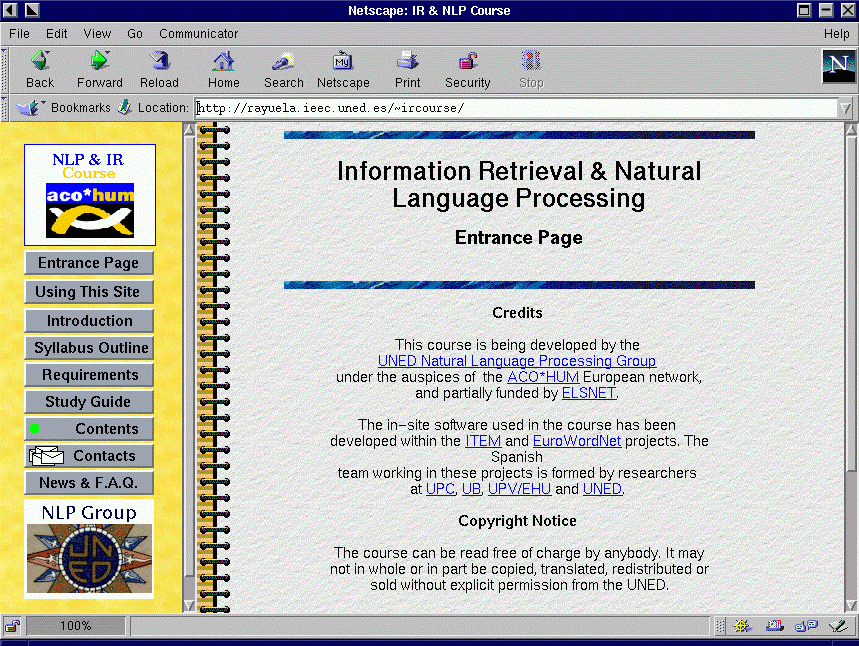 Netscape: IR & NLP Course
File Edit View Go Communicator Help
Back Forward Reload Home Search Netscape Print Security Stop
My
N
Bookmarks Location: http://rayuela.ieec.uned.es/~ircourse/
NLP & IR
Course
aco*hum
Entrance Page
Using This Site
Introduction
Syllabus Outline
Requirements
Study Guide
Contents
Contacts
News & F.A.Q.
NLP Group
UNED
Information Retrieval & Natural
Language Processing
Entrance Page
Credits
This course is being developed by the
UNED Natural Language Processing Group
under the auspices of the ACO*HUM European network,
and partially funded by ELSNET.
The in-site software used in the course has been
developed within the ITEM and EuroWordNet projects. The
Spanish
team working in these projects is formed by researchers
at UPC, UB, UPV/EHU and UNED.
Copyright Notice
The course can be read free of charge by anybody. It may
not in whole or in part be copied, translated, redistributed or
sold without explicit permission from the UNED.
100%